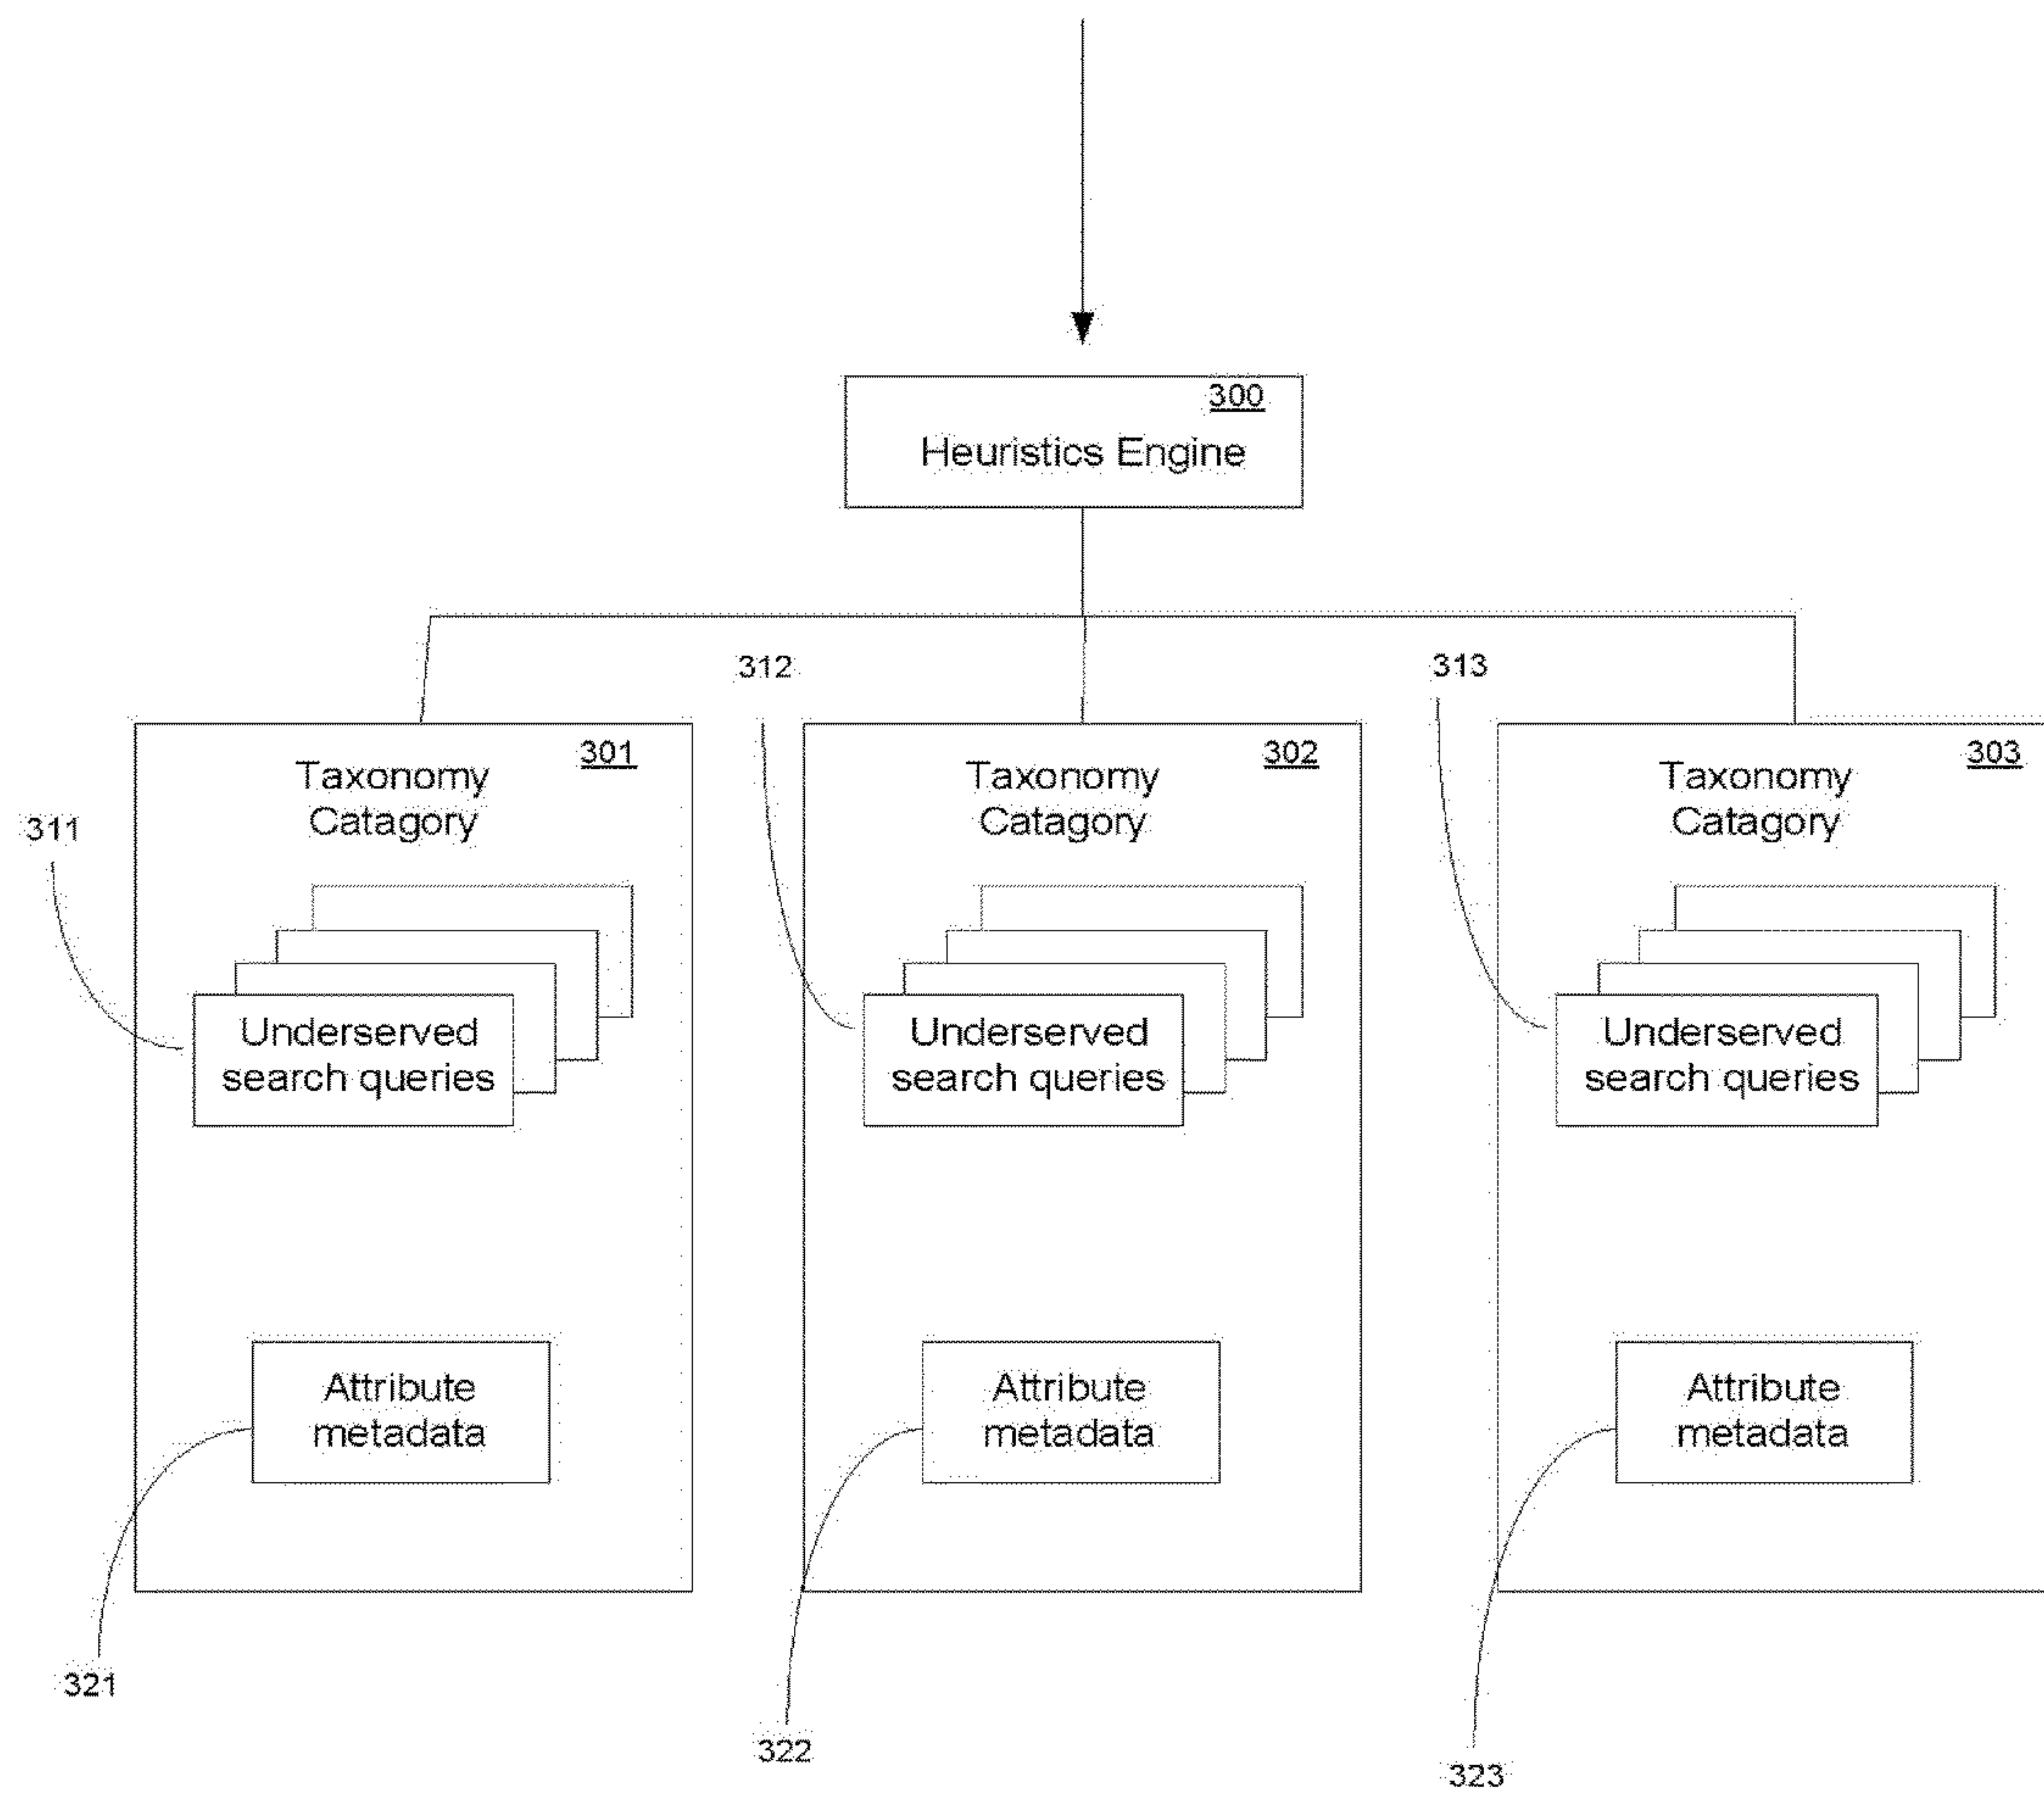 300
Heuristics Engine
312
313
301
Taxonomy
Catagory
302
Taxonomy
Catagory
303
Taxonomy
Catagory
311
Underserved
search queries
Underserved
search queries
Underserved
search queries
Attribute
metadata
Attribute
metadata
Attribute
metadata
321
322
323